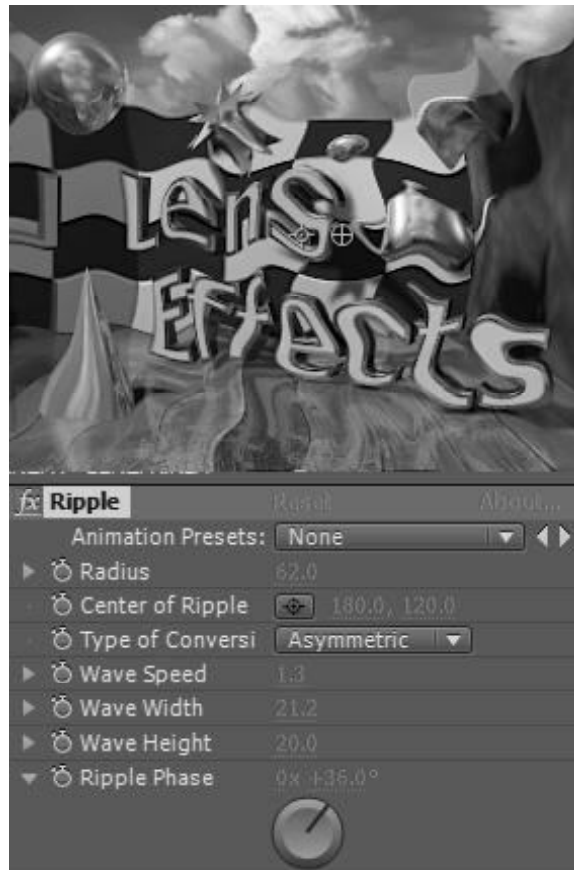 Lens
Effects
fx Ripple Reset About...
Animation Presets: None
Radius 62.0
Center of Ripple 180.0, 120.0
Type of Conversi Asymmetric
Wave Speed 1.3
Wave Width 21.2
Wave Height 20.0
Ripple Phase 0x +36.0°